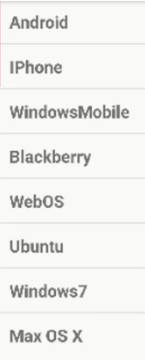 Android
IPhone
WindowsMobile
Blackberry
WebOS
Ubuntu
Windows7
Max OS X